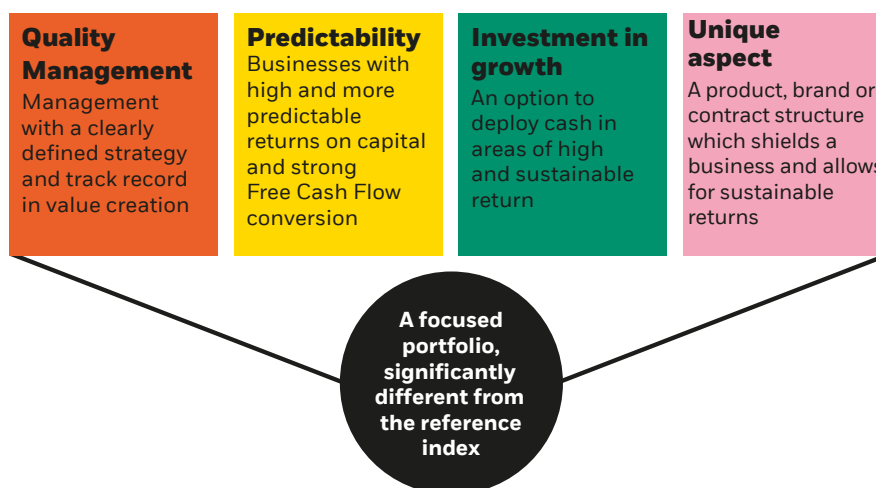 Quality
Management
Management
with a clearly
defined strategy
and track record
in value creation
Predictability
Businesses with
high and more
predictable
returns on capital
and strong
Free Cash Flow
conversion
Investment in
growth
An option to
deploy cash in
areas of high
and sustainable
return
Unique
aspect
A product, brand or
contract structure
which shields a
business and allows
for sustainable
returns
A focused
portfolio,
significantly
different from
the reference
index